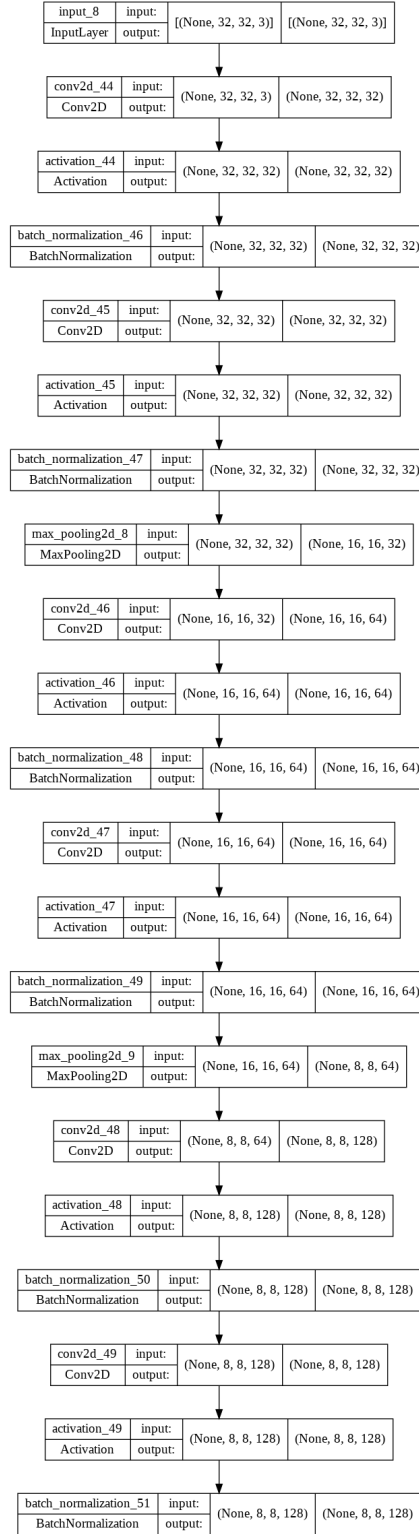 input_8 input: [(None, 32, 32, 3)] [(None, 32, 32, 3)]
InputLayer output:
conv2d_44 input: (None, 32, 32, 3) (None, 32, 32, 32)
Conv2D output:
activation_44 input: (None, 32, 32, 32) (None, 32, 32, 32)
Activation output:
batch_normalization_46 input: (None, 32, 32, 32) (None, 32, 32, 32)
BatchNormalization output:
conv2d_45 input: (None, 32, 32, 32) (None, 32, 32, 32)
Conv2D output:
activation_45 input: (None, 32, 32, 32) (None, 32, 32, 32)
Activation output:
batch_normalization_47 input: (None, 32, 32, 32) (None, 32, 32, 32)
BatchNormalization output:
max_pooling2d_8 input: (None, 32, 32, 32) (None, 16, 16, 32)
MaxPooling2D output:
conv2d_46 input: (None, 16, 16, 32) (None, 16, 16, 64)
Conv2D output:
activation_46 input: (None, 16, 16, 64) (None, 16, 16, 64)
Activation output:
batch_normalization_48 input: (None, 16, 16, 64) (None, 16, 16, 64)
BatchNormalization output:
conv2d_47 input: (None, 16, 16, 64) (None, 16, 16, 64)
Conv2D output:
activation_47 input: (None, 16, 16, 64) (None, 16, 16, 64)
Activation output:
batch_normalization_49 input: (None, 16, 16, 64) (None, 16, 16, 64)
BatchNormalization output:
max_pooling2d_9 input: (None, 16, 16, 64) (None, 8, 8, 64)
MaxPooling2D output:
conv2d_48 input: (None, 8, 8, 64) (None, 8, 8, 128)
Conv2D output:
activation_48 input: (None, 8, 8, 128) (None, 8, 8, 128)
Activation output:
batch_normalization_50 input: (None, 8, 8, 128) (None, 8, 8, 128)
BatchNormalization output:
conv2d_49 input: (None, 8, 8, 128) (None, 8, 8, 128)
Conv2D output:
activation_49 input: (None, 8, 8, 128) (None, 8, 8, 128)
Activation output:
batch_normalization_51 input: (None, 8, 8, 128) (None, 8, 8, 128)
BatchNormalization output: